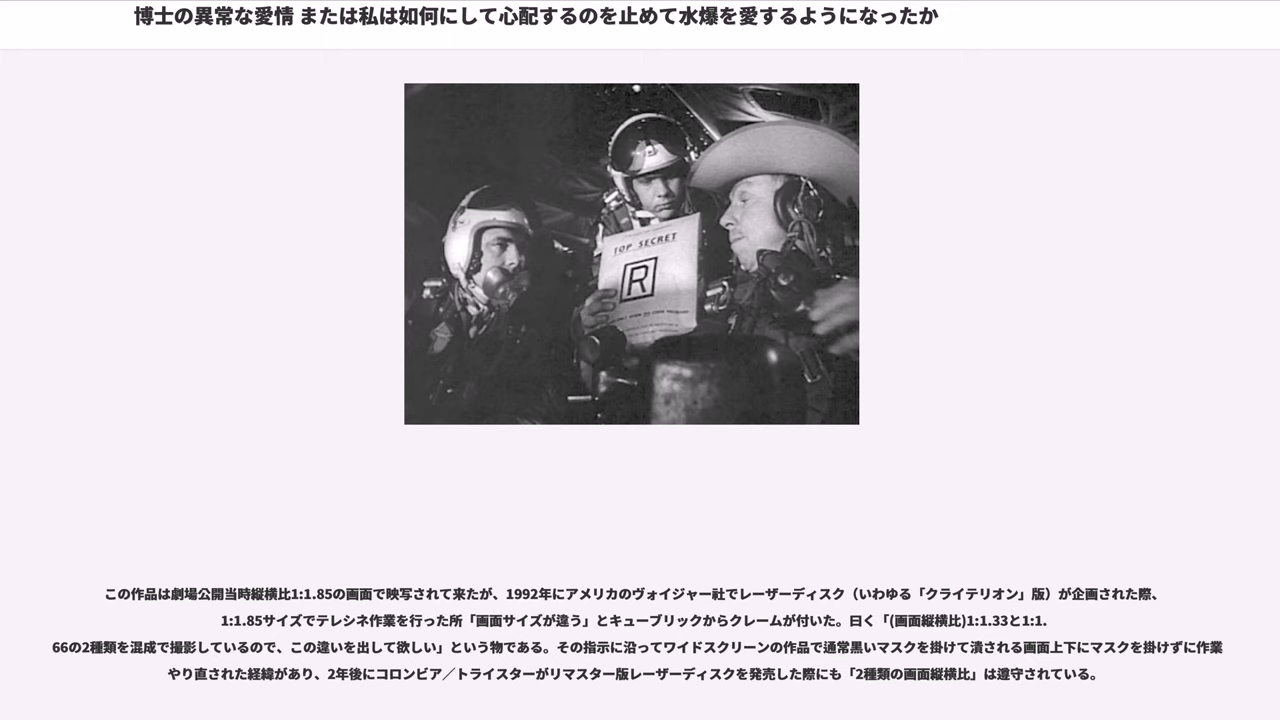 博士の異常な愛情 または私は如何にして心配するのを止めて水爆を愛するようになったか
TOP SECRET
R
この作品は劇場公開当時縦横比1:1.85の画面で映写されて来たが、1992年にアメリカのヴォイジャー社でレーザーディスク（いわゆる「クライテリオン」版）が企画された際、
1:1.85サイズでテレシネ作業を行った所「画面サイズが違う」とキューブリックからクレームが付いた。曰く「(画面縦横比)1:1.33と1:1.
66の2種類を混成で撮影しているので、この違いを出して欲しい」という物である。その指示に沿ってワイドスクリーンの作品で通常黒いマスクを掛けて潰される画面上下にマスクを掛けずに作業
やり直された経緯があり、2年後にコロンビア／トライスターがリマスター版レーザーディスクを発売した際にも「2種類の画面縦横比」は遵守されている。